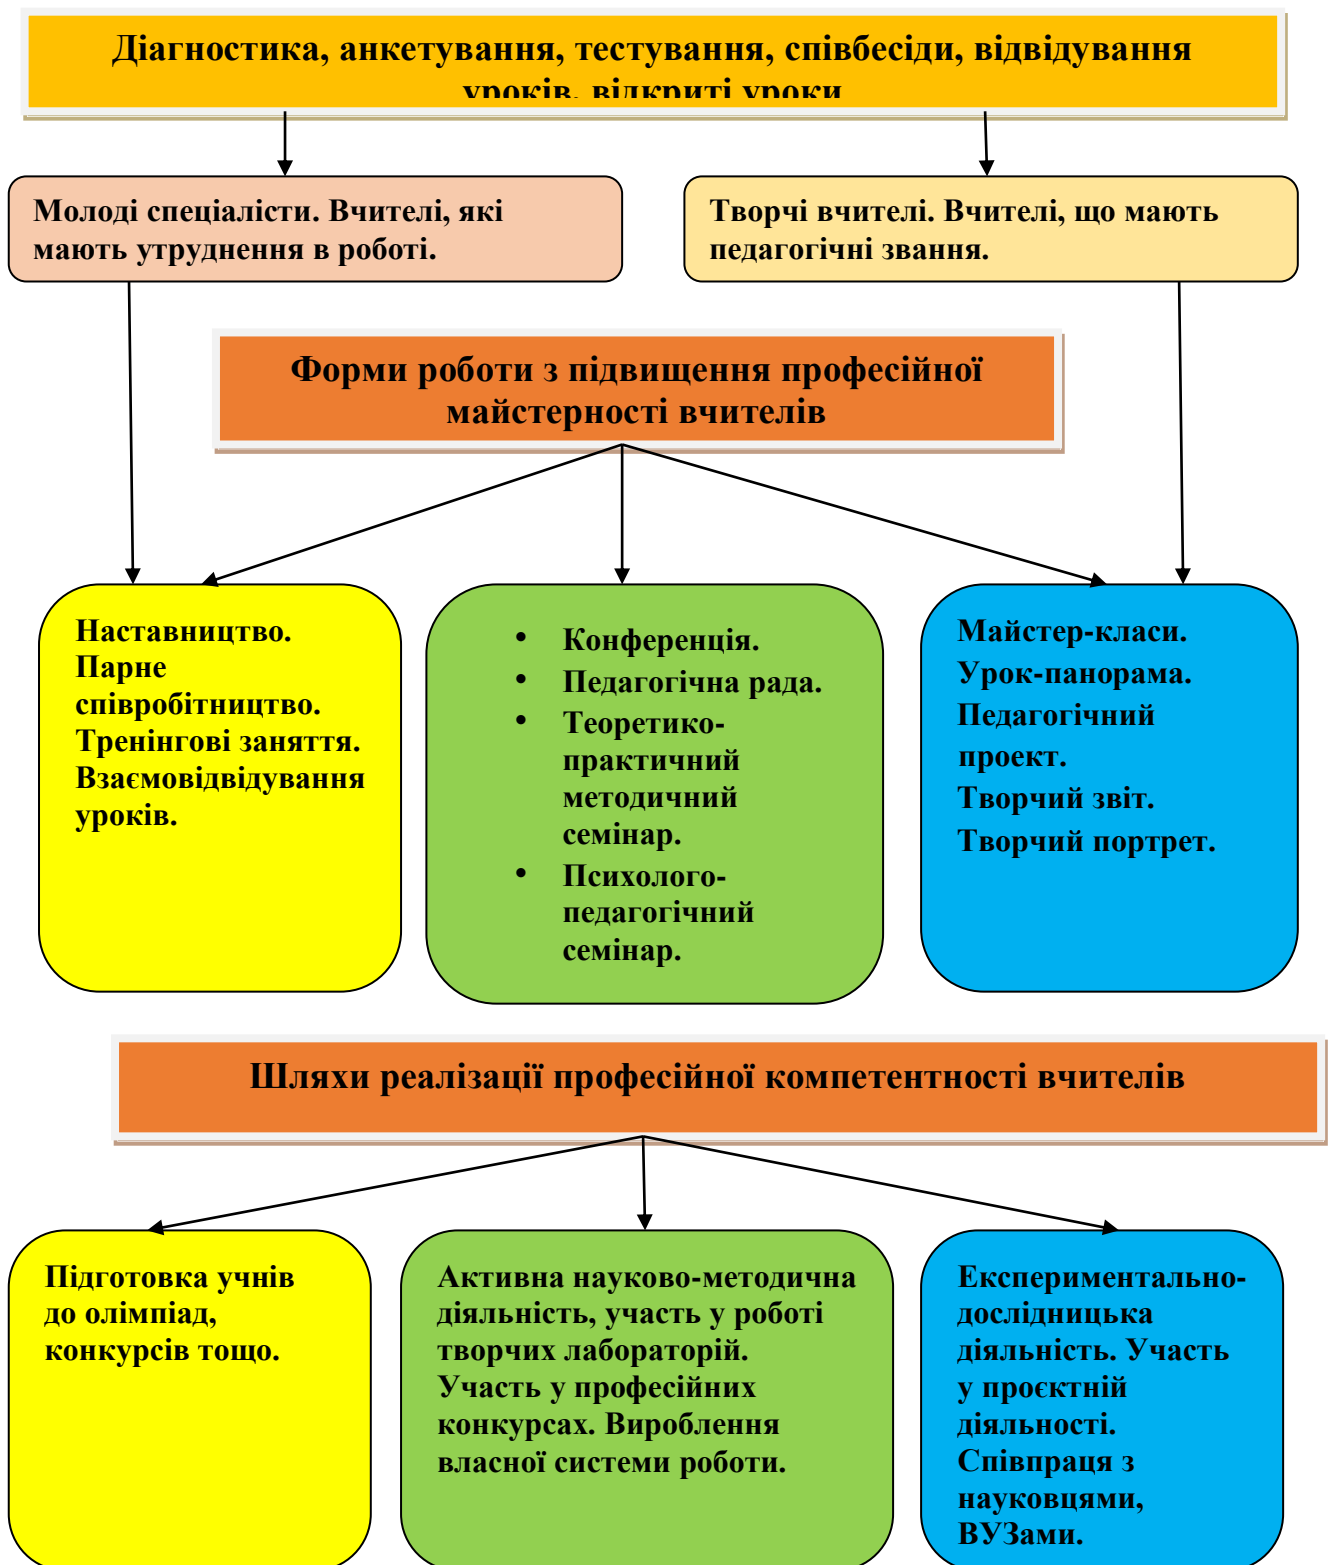 Діагностика, анкетування, тестування, співбесіди, відвідування
уроків, відкриті уроки
Молоді спеціалісти. Вчителі, які
мають утруднення в роботі.
Творчі вчителі. Вчителі, що мають
педагогічні звання.
Форми роботи з підвищення професійної
майстерності вчителів
Наставництво.
Парне
співробітництво.
Тренінгові заняття.
Взаємовідвідування
уроків.
• Конференція.
• Педагогічна рада.
• Теоретико-
практичний
методичний
семінар.
• Психолого-
педагогічний
семінар.
Майстер-класи.
Урок-панорама.
Педагогічний
проект.
Творчий звіт.
Творчий портрет.
Шляхи реалізації професійної компетентності вчителів
Підготовка учнів
до олімпіад,
конкурсів тощо.
Активна науково-методична
діяльність, участь у роботі
творчих лабораторій.
Участь у професійних
конкурсах. Вироблення
власної системи роботи.
Експериментально-
дослідницька
діяльність. Участь
у проєктній
діяльності.
Співпраця з
науковцями,
ВУЗами.